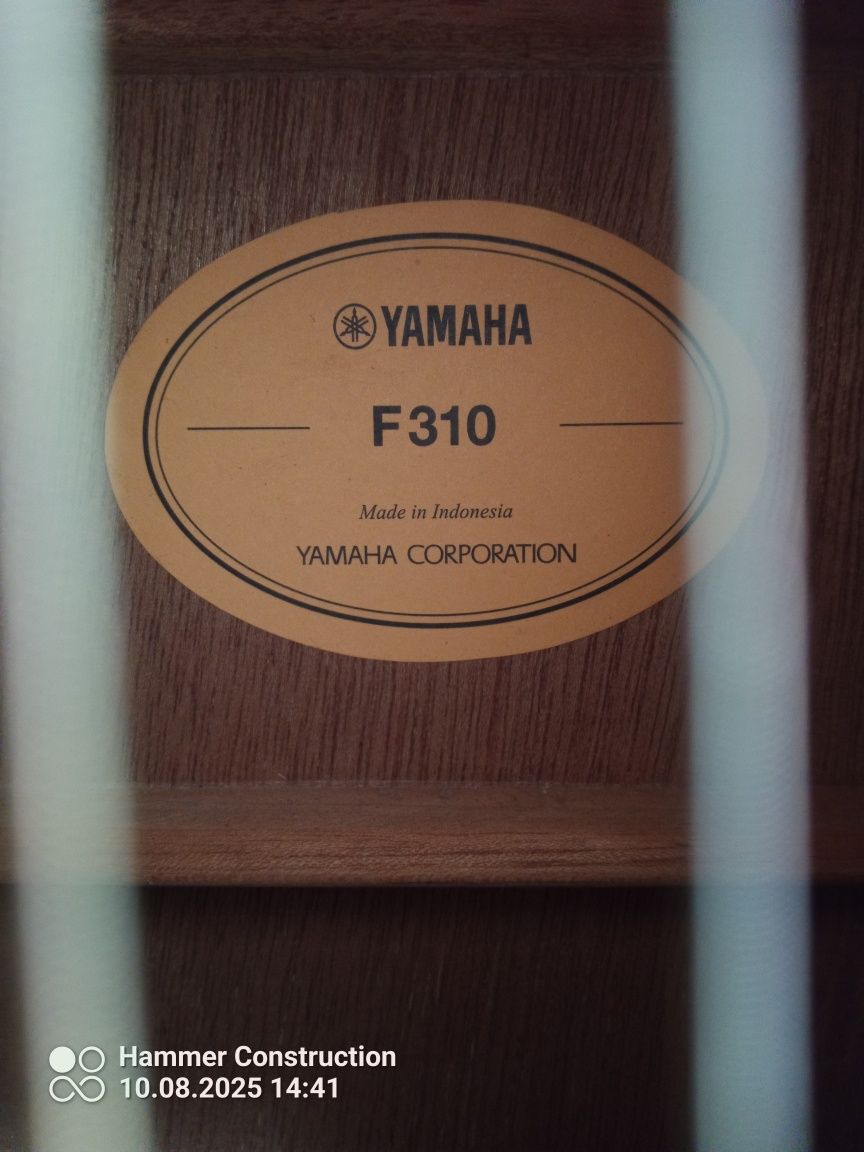 YAMAHA
F310
Made in Indonesia
YAMAHA CORPORATION
Hammer Construction
10.08.2025 14:41